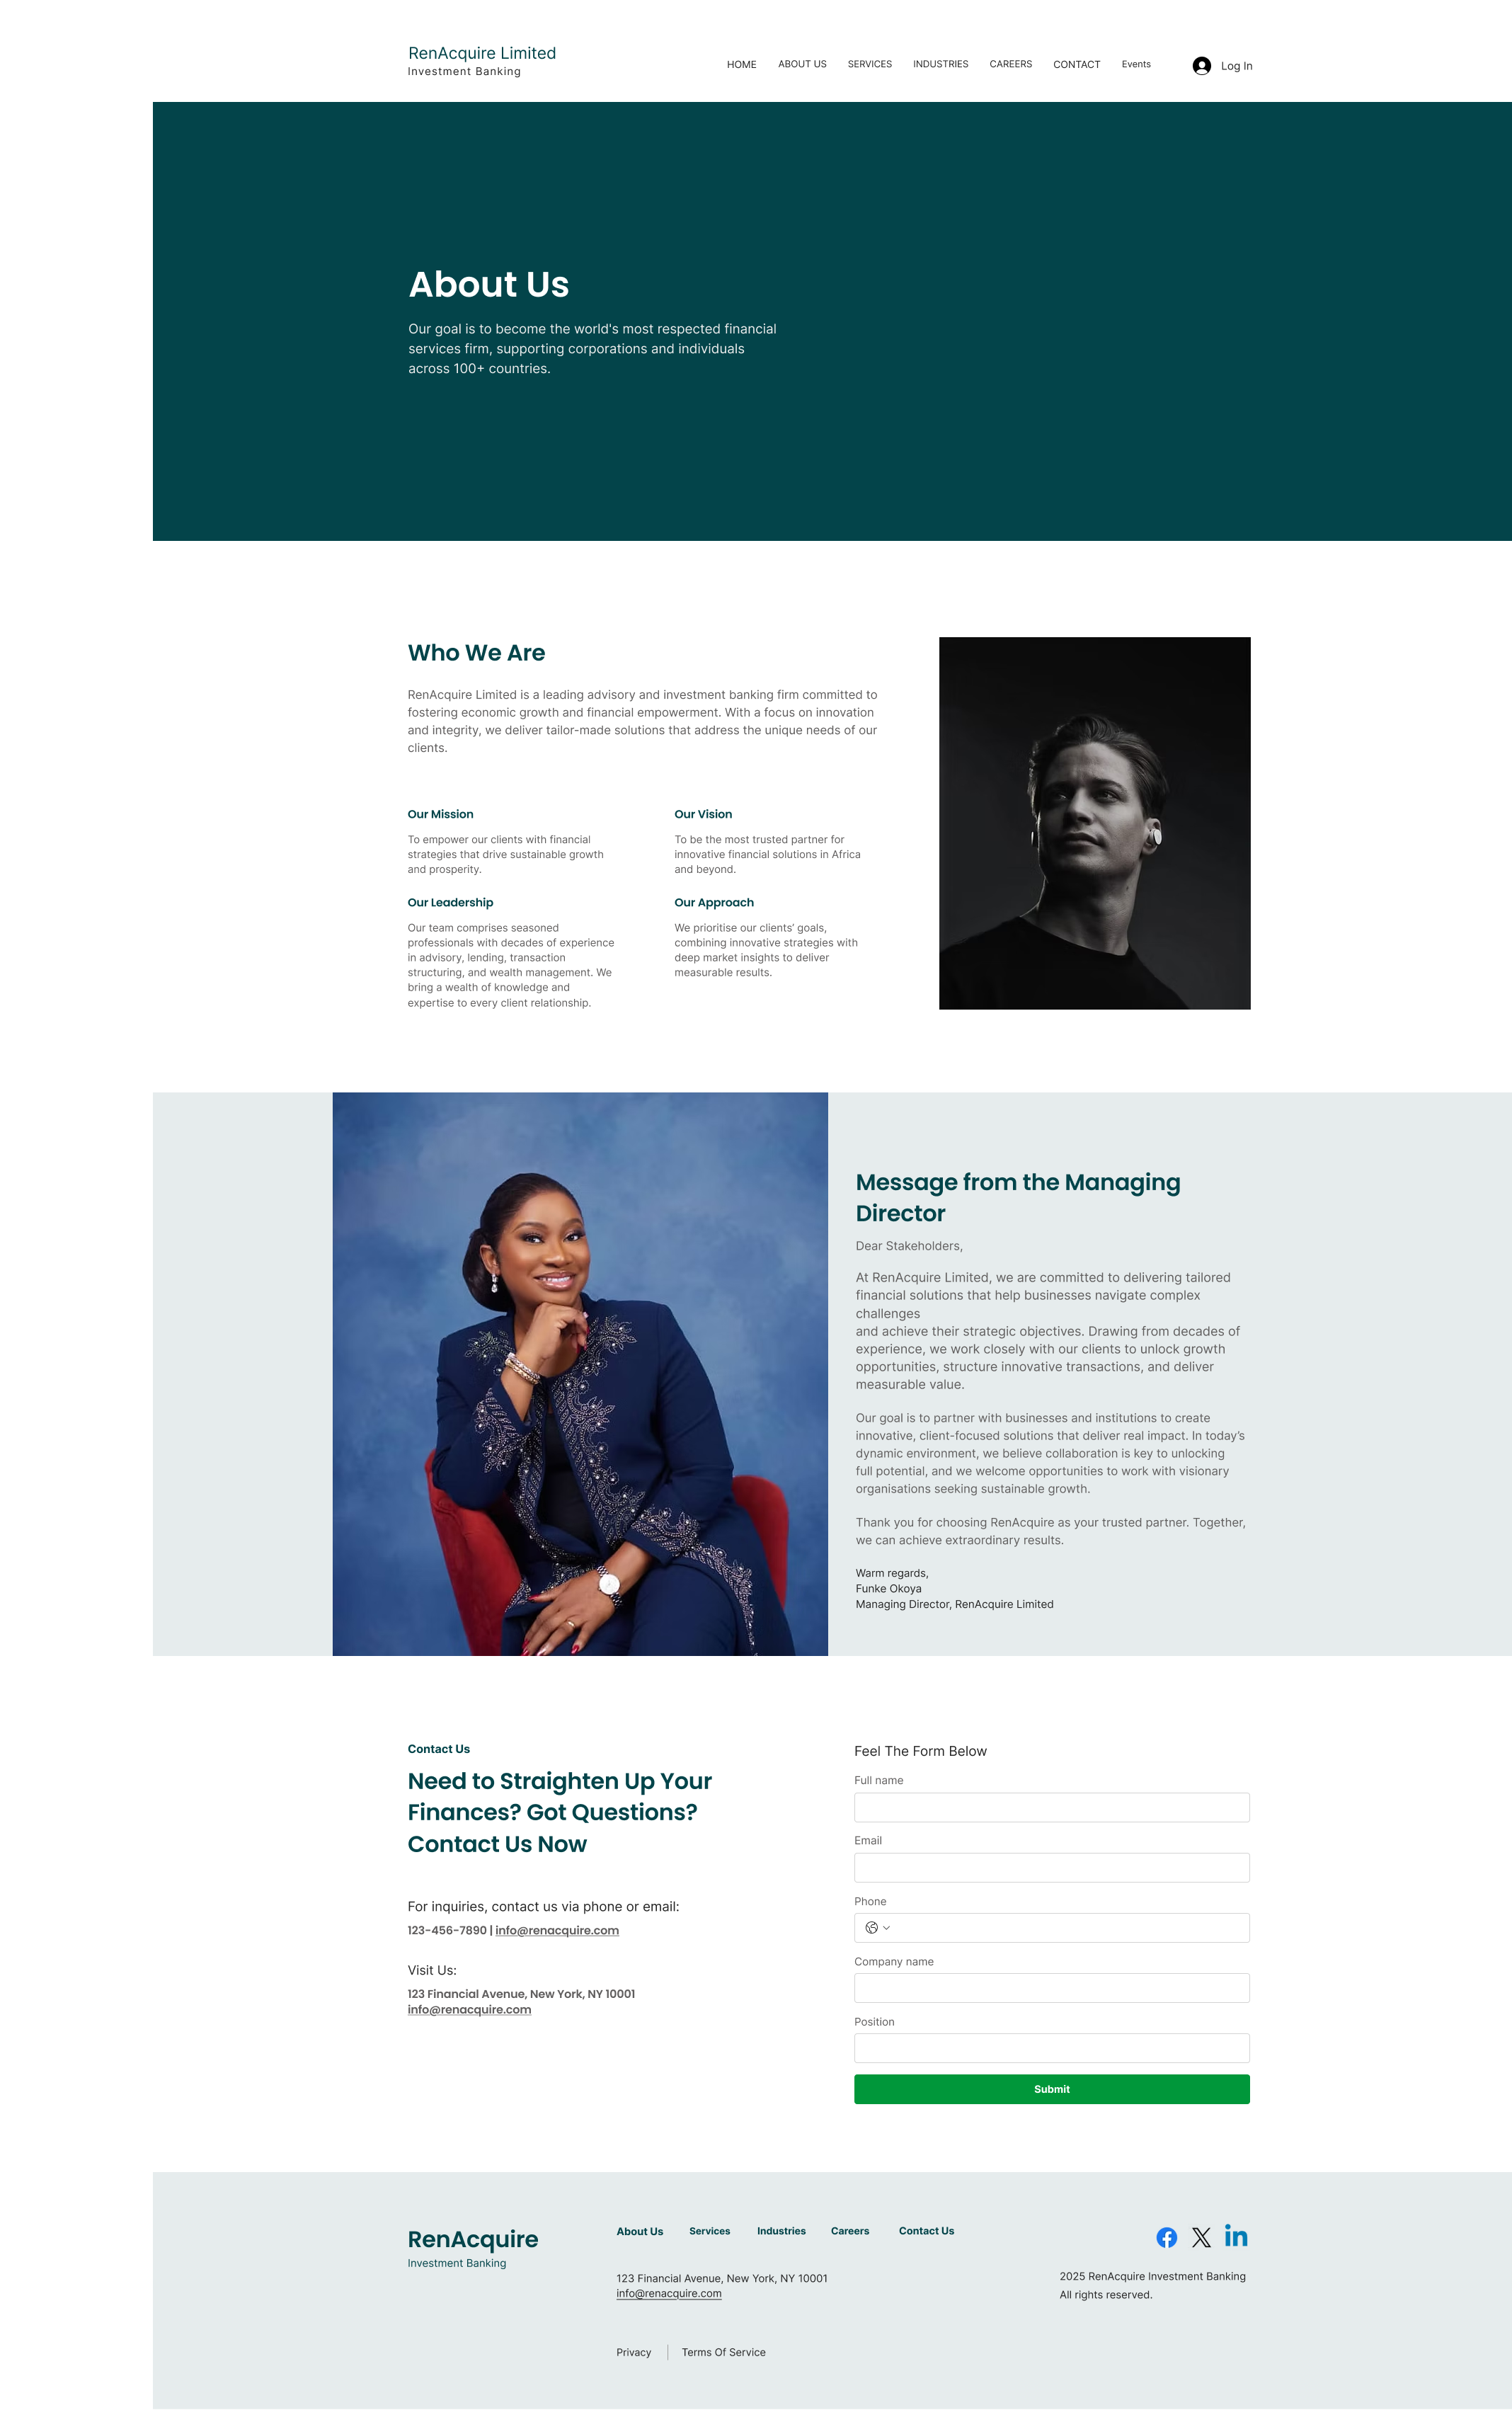 RenAcquire Limited
Investment Banking
HOME ABOUT US SERVICES INDUSTRIES CAREERS CONTACT Events Log In
About Us
Our goal is to become the world's most respected financial
services firm, supporting corporations and individuals
across 100+ countries.
Who We Are
RenAcquire Limited is a leading advisory and investment banking firm committed to
fostering economic growth and financial empowerment. With a focus on innovation
and integrity, we deliver tailor-made solutions that address the unique needs of our
clients.
Our Mission
To empower our clients with financial
strategies that drive sustainable growth
and prosperity.
Our Vision
To be the most trusted partner for
innovative financial solutions in Africa
and beyond.
Our Leadership
Our team comprises seasoned
professionals with decades of experience
in advisory, lending, transaction
structuring, and wealth management. We
bring a wealth of knowledge and
expertise to every client relationship.
Our Approach
We prioritise our clients’ goals,
combining innovative strategies with
deep market insights to deliver
measurable results.
Message from the Managing
Director
Dear Stakeholders,
At RenAcquire Limited, we are committed to delivering tailored
financial solutions that help businesses navigate complex
challenges
and achieve their strategic objectives. Drawing from decades of
experience, we work closely with our clients to unlock growth
opportunities, structure innovative transactions, and deliver
measurable value.
Our goal is to partner with businesses and institutions to create
innovative, client-focused solutions that deliver real impact. In today’s
dynamic environment, we believe collaboration is key to unlocking
full potential, and we welcome opportunities to work with visionary
organisations seeking sustainable growth.
Thank you for choosing RenAcquire as your trusted partner. Together,
we can achieve extraordinary results.
Warm regards,
Funke Okoya
Managing Director, RenAcquire Limited
Contact Us
Need to Straighten Up Your
Finances? Got Questions?
Contact Us Now
For inquiries, contact us via phone or email:
123-456-7890 | info@renacquire.com
Visit Us:
123 Financial Avenue, New York, NY 10001
info@renacquire.com
Feel The Form Below
Full name
Email
Phone
Company name
Position
Submit
RenAcquire
Investment Banking
About Us Services Industries Careers Contact Us
123 Financial Avenue, New York, NY 10001
info@renacquire.com
Privacy Terms Of Service
2025 RenAcquire Investment Banking
All rights reserved.